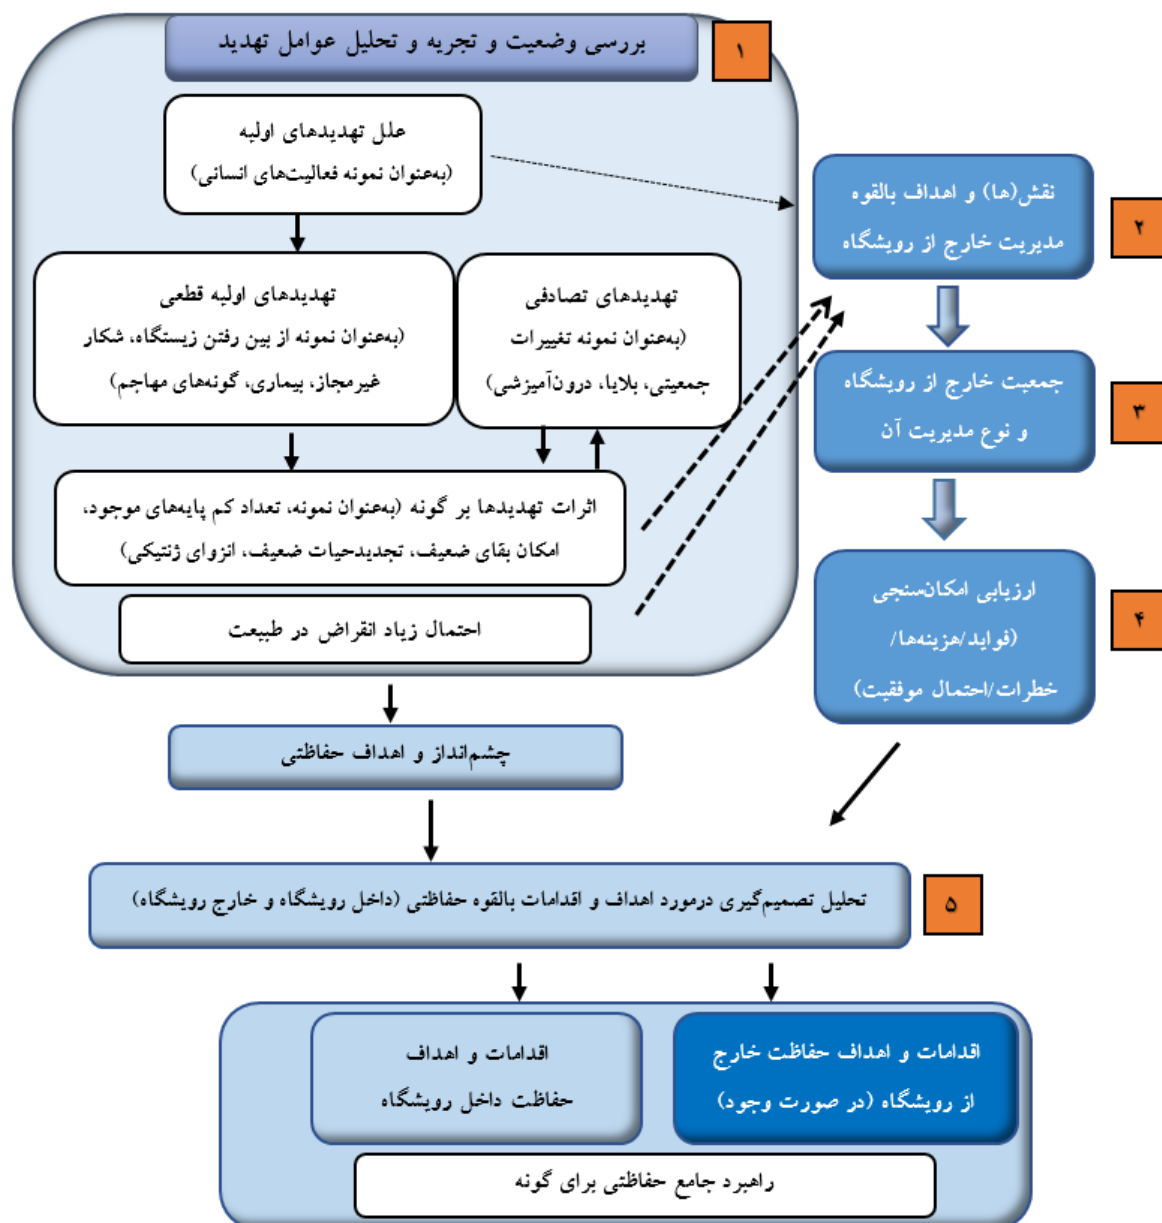 بررسی وضعیت و تجزیه و تحلیل عوامل تهدید
۱
علل تهدیدهای اولیه
(به‌عنوان نمونه فعالیت‌های انسانی)
نقش(ها) و اهداف بالقوه
مدیریت خارج از رویشگاه
۲
تهدیدهای تصادفی
(به‌عنوان نمونه تغییرات
جمعیتی، بلایا، درون‌آمیزشی)
تهدیدهای اولیه قطعی
(به‌عنوان نمونه از بین رفتن زیستگاه، شکار
غیرمجاز، بیماری، گونه‌های مهاجم)
جمعیت خارج از رویشگاه
و نوع مدیریت آن
۳
اثرات تهدیدها بر گونه (به‌عنوان نمونه، تعداد کم پایه‌های موجود،
امکان بقای ضعیف، تجدیدحیات ضعیف، انزوای ژنتیکی)
احتمال زیاد انقراض در طبیعت
ارزیابی امکان‌سنجی
(فواید/هزینه‌ها/
خطرات/احتمال موفقیت)
۴
چشم‌انداز و اهداف حفاظتی
تحلیل تصمیم‌گیری درمورد اهداف و اقدامات بالقوه حفاظتی (داخل رویشگاه و خارج رویشگاه)
۵
اقدامات و اهداف حفاظت خارج
از رویشگاه (در صورت وجود)
اقدامات و اهداف
حفاظت داخل رویشگاه
راهبرد جامع حفاظتی برای گونه